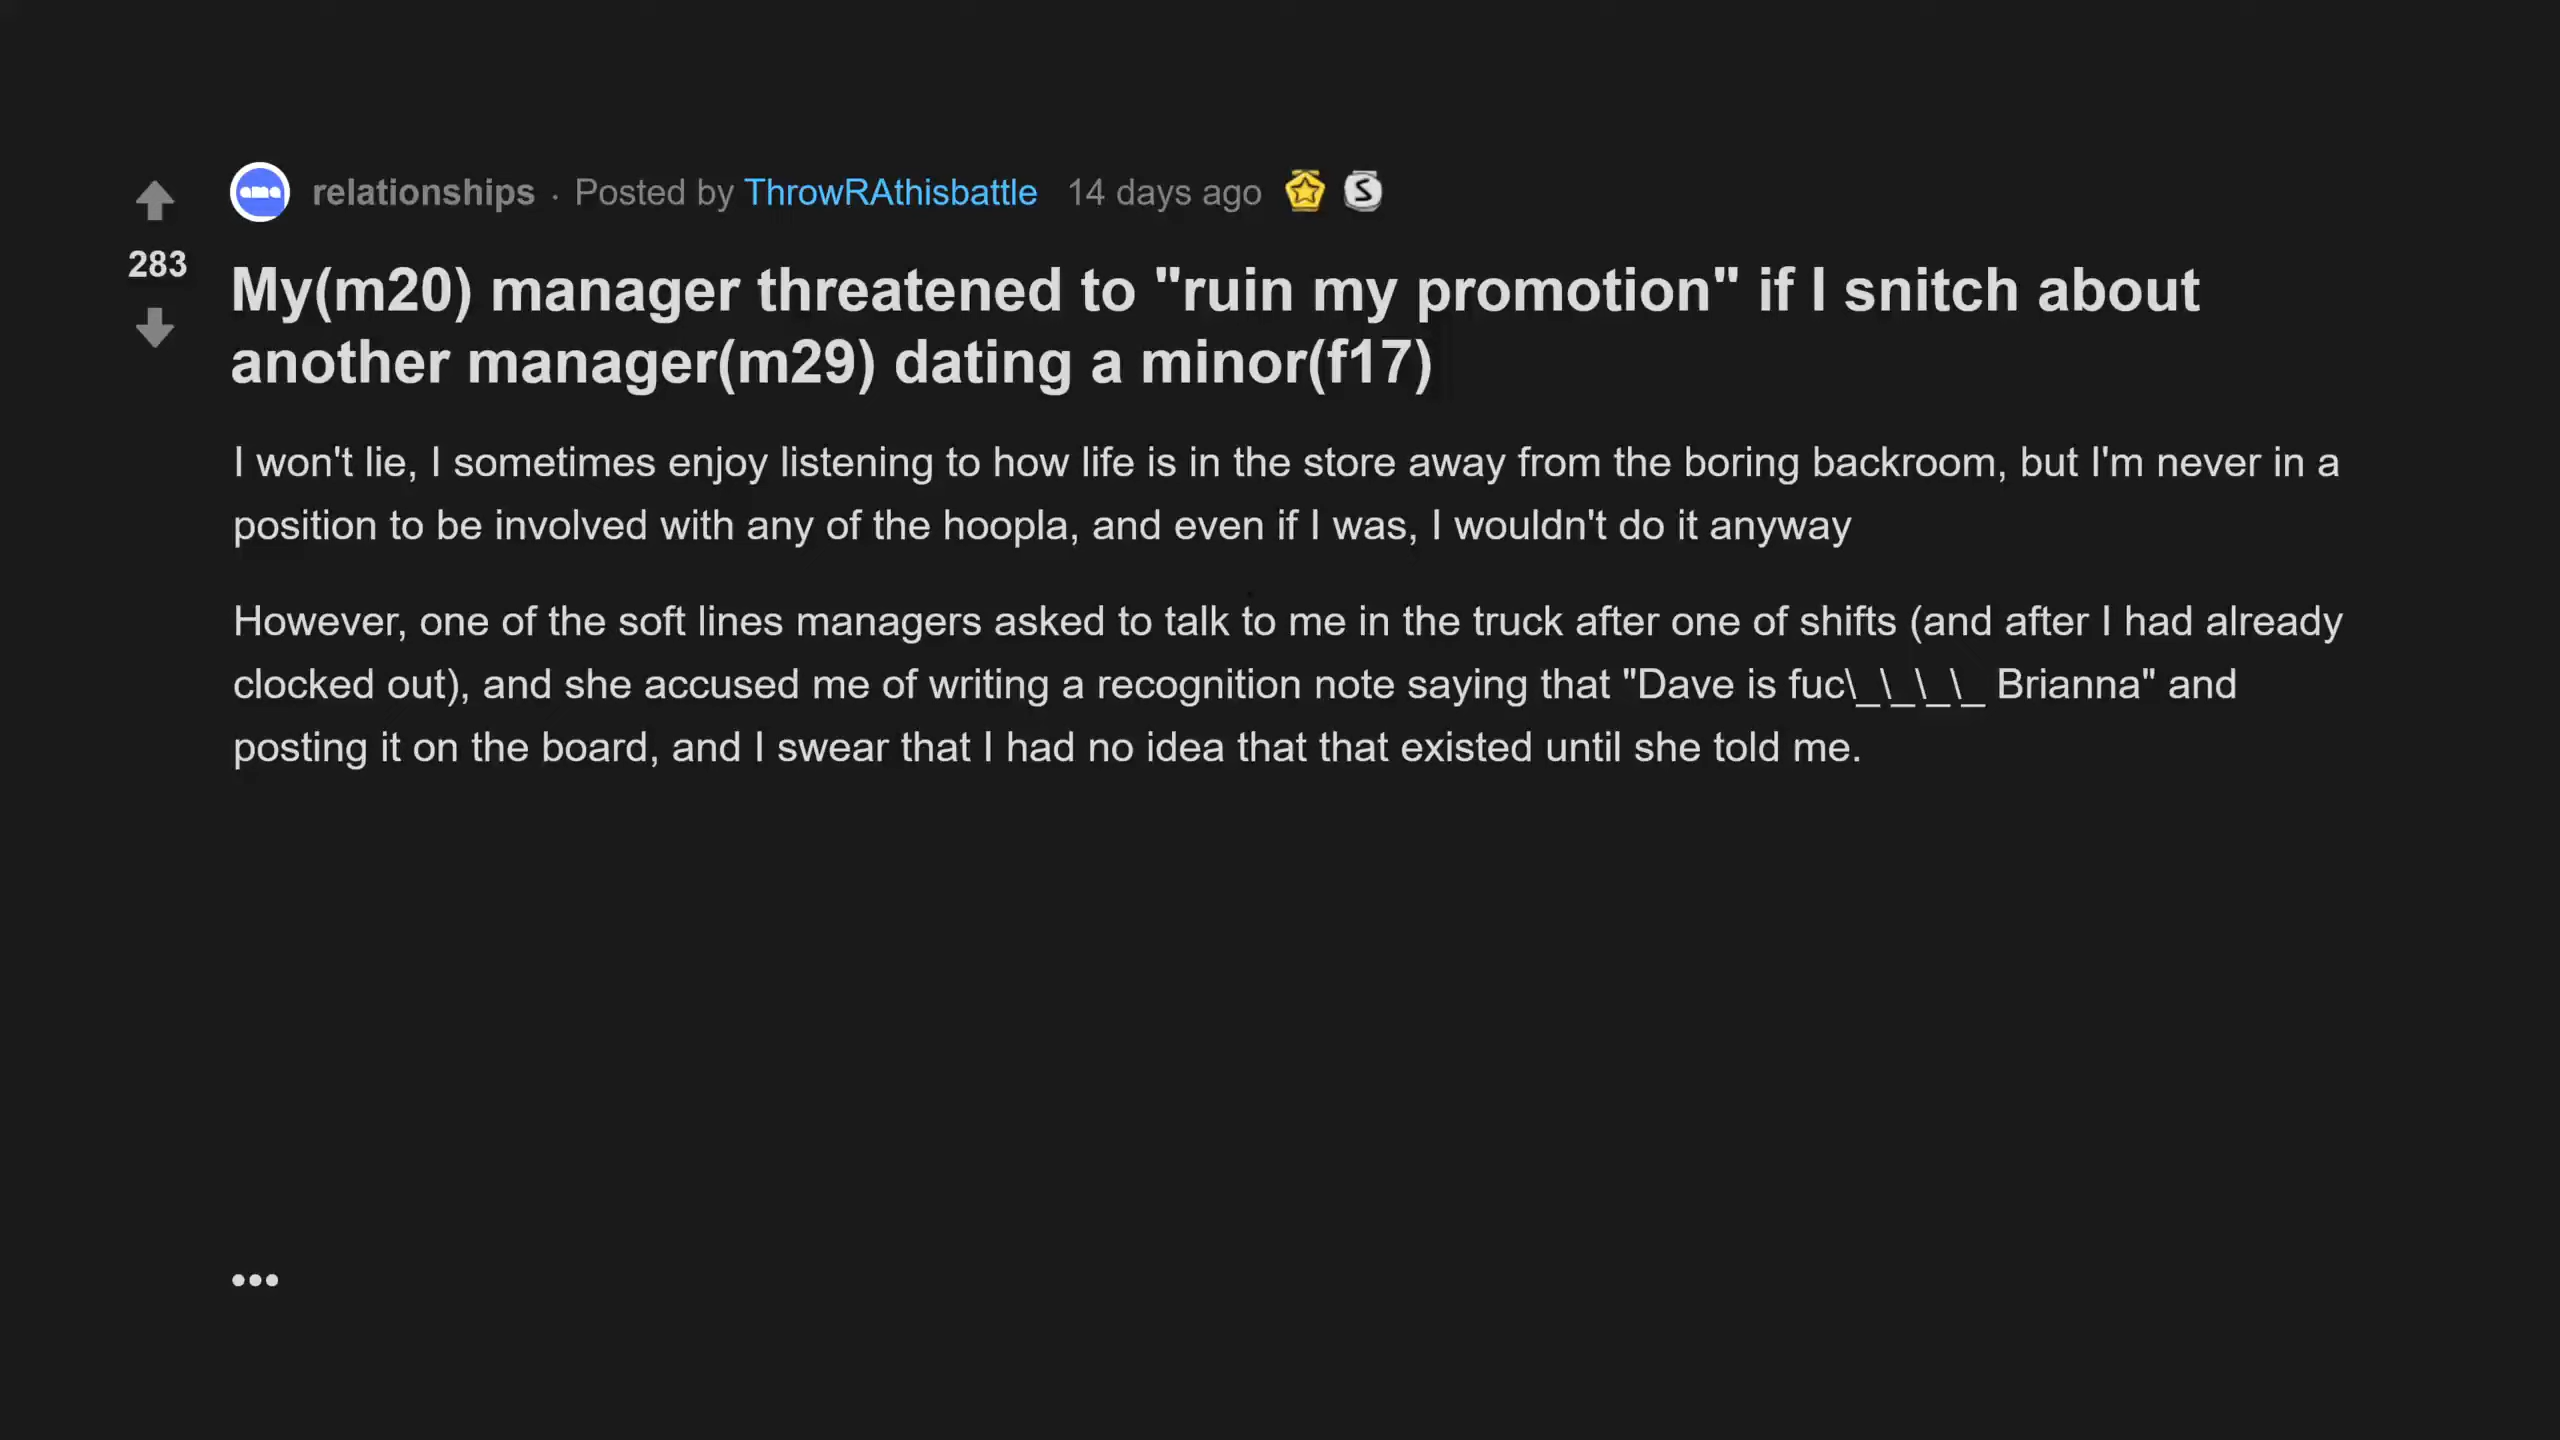 relationships · Posted by ThrowRAthisbattle 14 days ago
283
My(m20) manager threatened to "ruin my promotion" if I snitch about
another manager(m29) dating a minor(f17)
I won't lie, I sometimes enjoy listening to how life is in the store away from the boring backroom, but I'm never in a
position to be involved with any of the hoopla, and even if I was, I wouldn't do it anyway
However, one of the soft lines managers asked to talk to me in the truck after one of shifts (and after I had already
clocked out), and she accused me of writing a recognition note saying that "Dave is fuc\_\_\_\_ Brianna" and
posting it on the board, and I swear that I had no idea that that existed until she told me.
•••